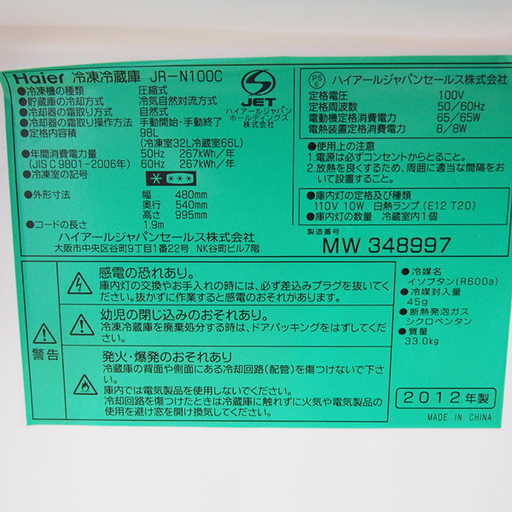 Haier 冷凍冷蔵庫 JR-N100C
●冷凍機の種類 圧縮式
●貯蔵庫の冷却方式 冷気自然対流方式
●冷却器の霜取り方式 自然式
●冷却器の霜取り操作方法 手動開始・手動終了
●定格内容積 98L
(冷凍室32L冷蔵室66L)
●年間消費電力量 50Hz 267kWh/年
(JIS C 9801-2006年) 60Hz 267kWh/年
●冷凍室の記号
●外形寸法 幅 480mm
奥行 540mm
高さ 995mm
●コードの長さ 1.9m
ハイアールジャパンセールス株式会社
大阪市中央区谷町9丁目1番22号 NK谷町ビル7階
JET
ハイアールジャパン
ホールディングス
株式会社
PS
E
ハイアールジャパンセールス株式会社
定格電圧 100V
定格周波数 50/60Hz
電動機定格消費電力 65/65W
電熱装置定格消費電力 8/8W
●使用上の注意
1.電源は必ずコンセントからとること。
2.放熱を良くするため、周囲に適当な間隔をおいて設置すること。
●庫内灯の定格及び種類
110V 10W 白熱ランプ(E12 T20)
●庫内灯の数量 冷蔵室内1個
製造番号
MW 348997
警告
感電の恐れあり。
庫内灯の交換やお手入れの時には、必ず差込みプラグを抜いてください。抜かずに作業すると感電の恐れあり。
幼児の閉じ込めのおそれあり
冷凍冷蔵庫を廃棄処分する時は、ドアパッキングをはずしてください。
発火・爆発のおそれあり
冷蔵庫の背面や側面にある冷却回路(配管)を傷つけないで下さい。
庫内では電気製品を使用しないでください。
冷却回路を傷つけたときは冷蔵庫に触れずに火気や電気製品の使用を避け窓を開け換気して下さい。
●冷媒名
イソブタン(R600a)
●冷媒封入量
45g
●断熱発泡ガス
シクロペンタン
●質量
33.0kg
2012年製
MADE IN CHINA